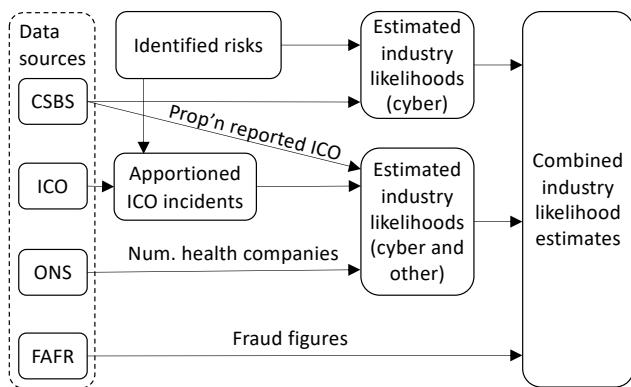 Data
sources
CSBS
ICO
ONS
FAFR
Identified risks
Prop'n reported ICO
Apportioned
ICO incidents
Num. health companies
Fraud figures
Estimated
industry
likelihoods
(cyber)
Estimated
industry
likelihoods
(cyber and
other)
Combined
industry
likelihood
estimates